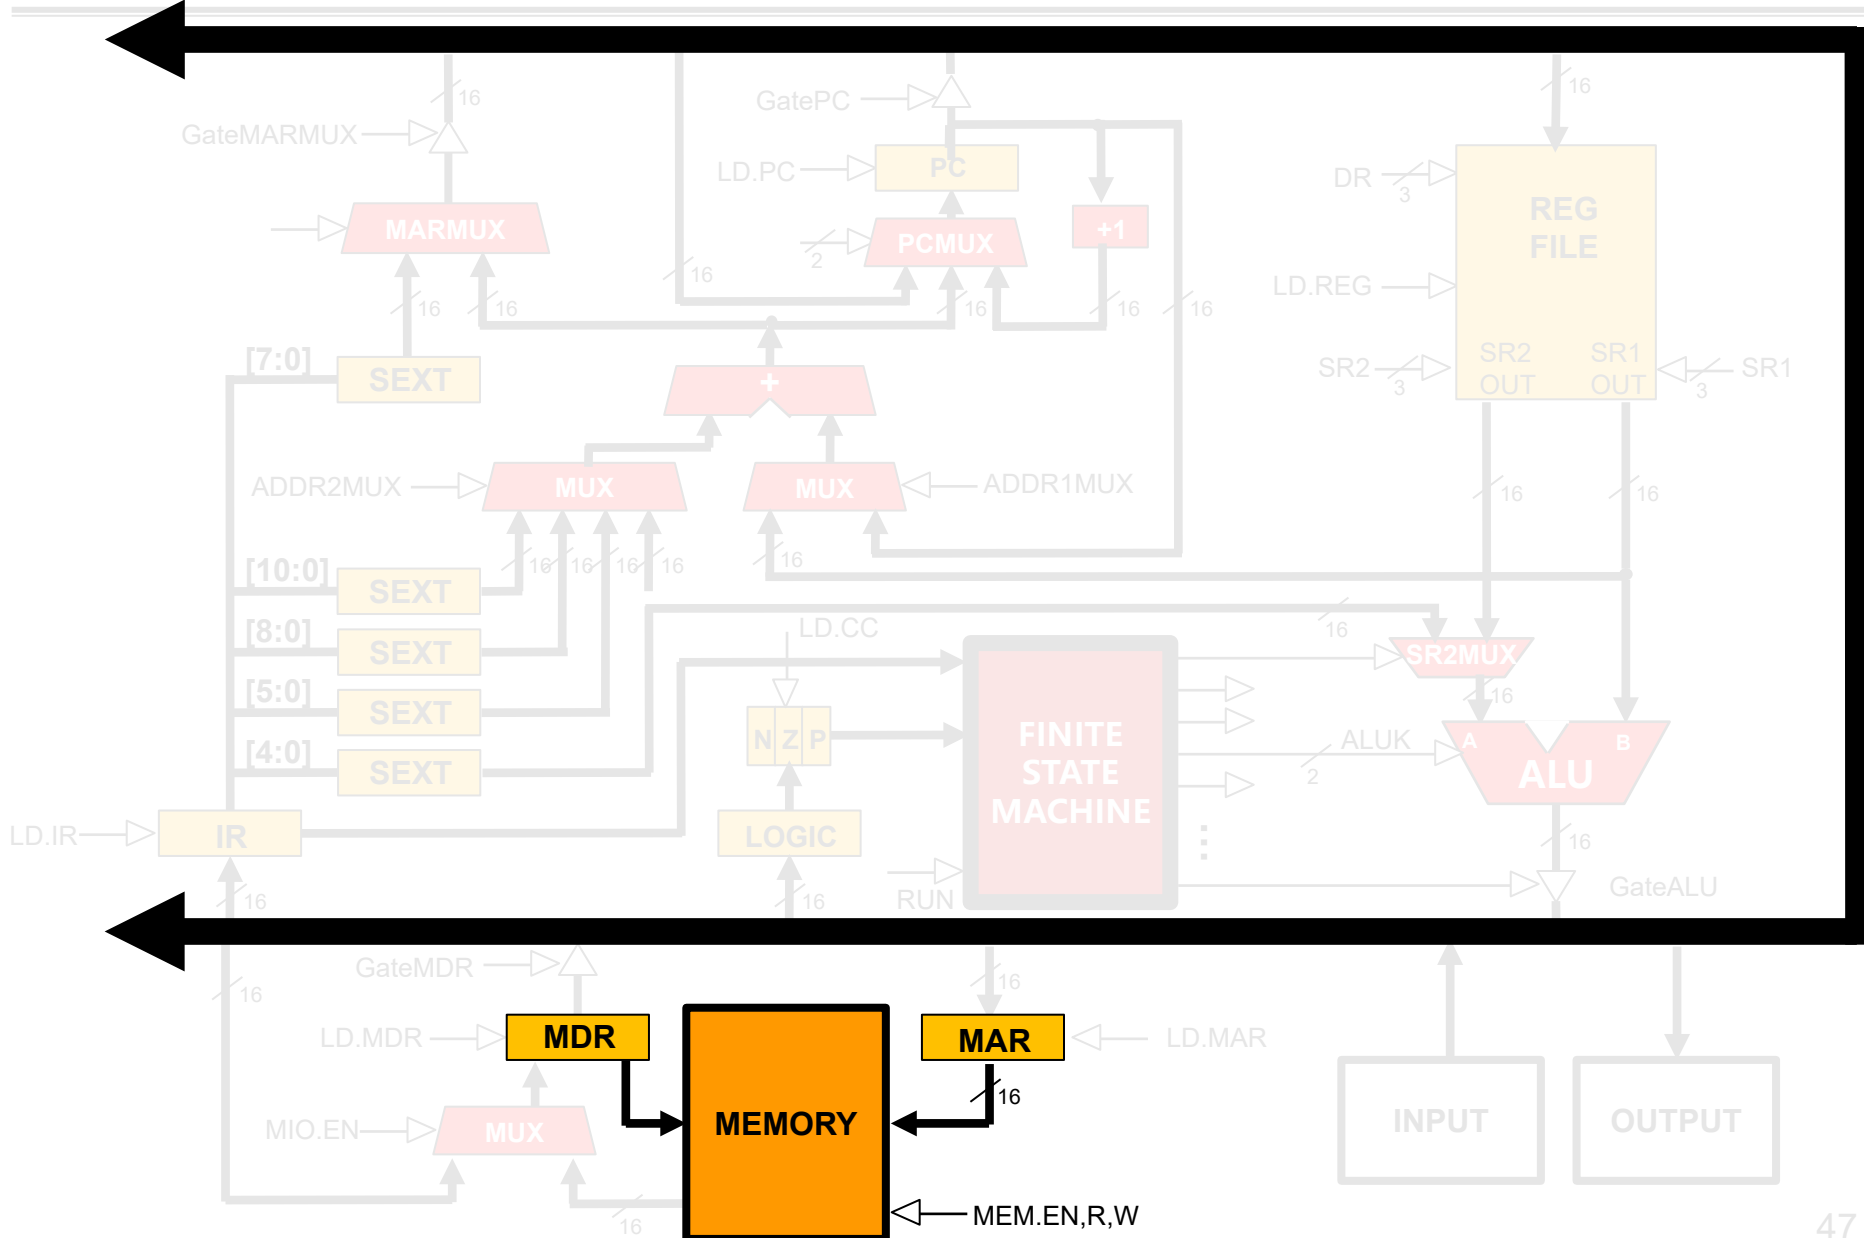 16
16
GatePC
GateMARMUX
LD.PC
PC
DR
3
REG
FILE
MARMUX
2
PCMUX
+1
16
LD.REG
16
16
16
16
16
[7:0]
SEXT
+
SR2
3
SR2
OUT
SR1
OUT
3
SR1
ADDR2MUX
MUX
MUX
ADDR1MUX
16
16
16
16
16
16
16
[10:0]
SEXT
[8:0]
SEXT
LD.CC
16
SR2MUX
[5:0]
SEXT
16
N Z P
FINITE
STATE
MACHINE
ALUK
2
A
B
ALU
[4:0]
SEXT
LD.IR
IR
LOGIC
⋮
16
RUN
GateALU
16
16
GateMDR
16
16
LD.MDR
MDR
MAR
LD.MAR
16
MIO.EN
MUX
MEMORY
INPUT
OUTPUT
16
MEM.EN,R,W
47